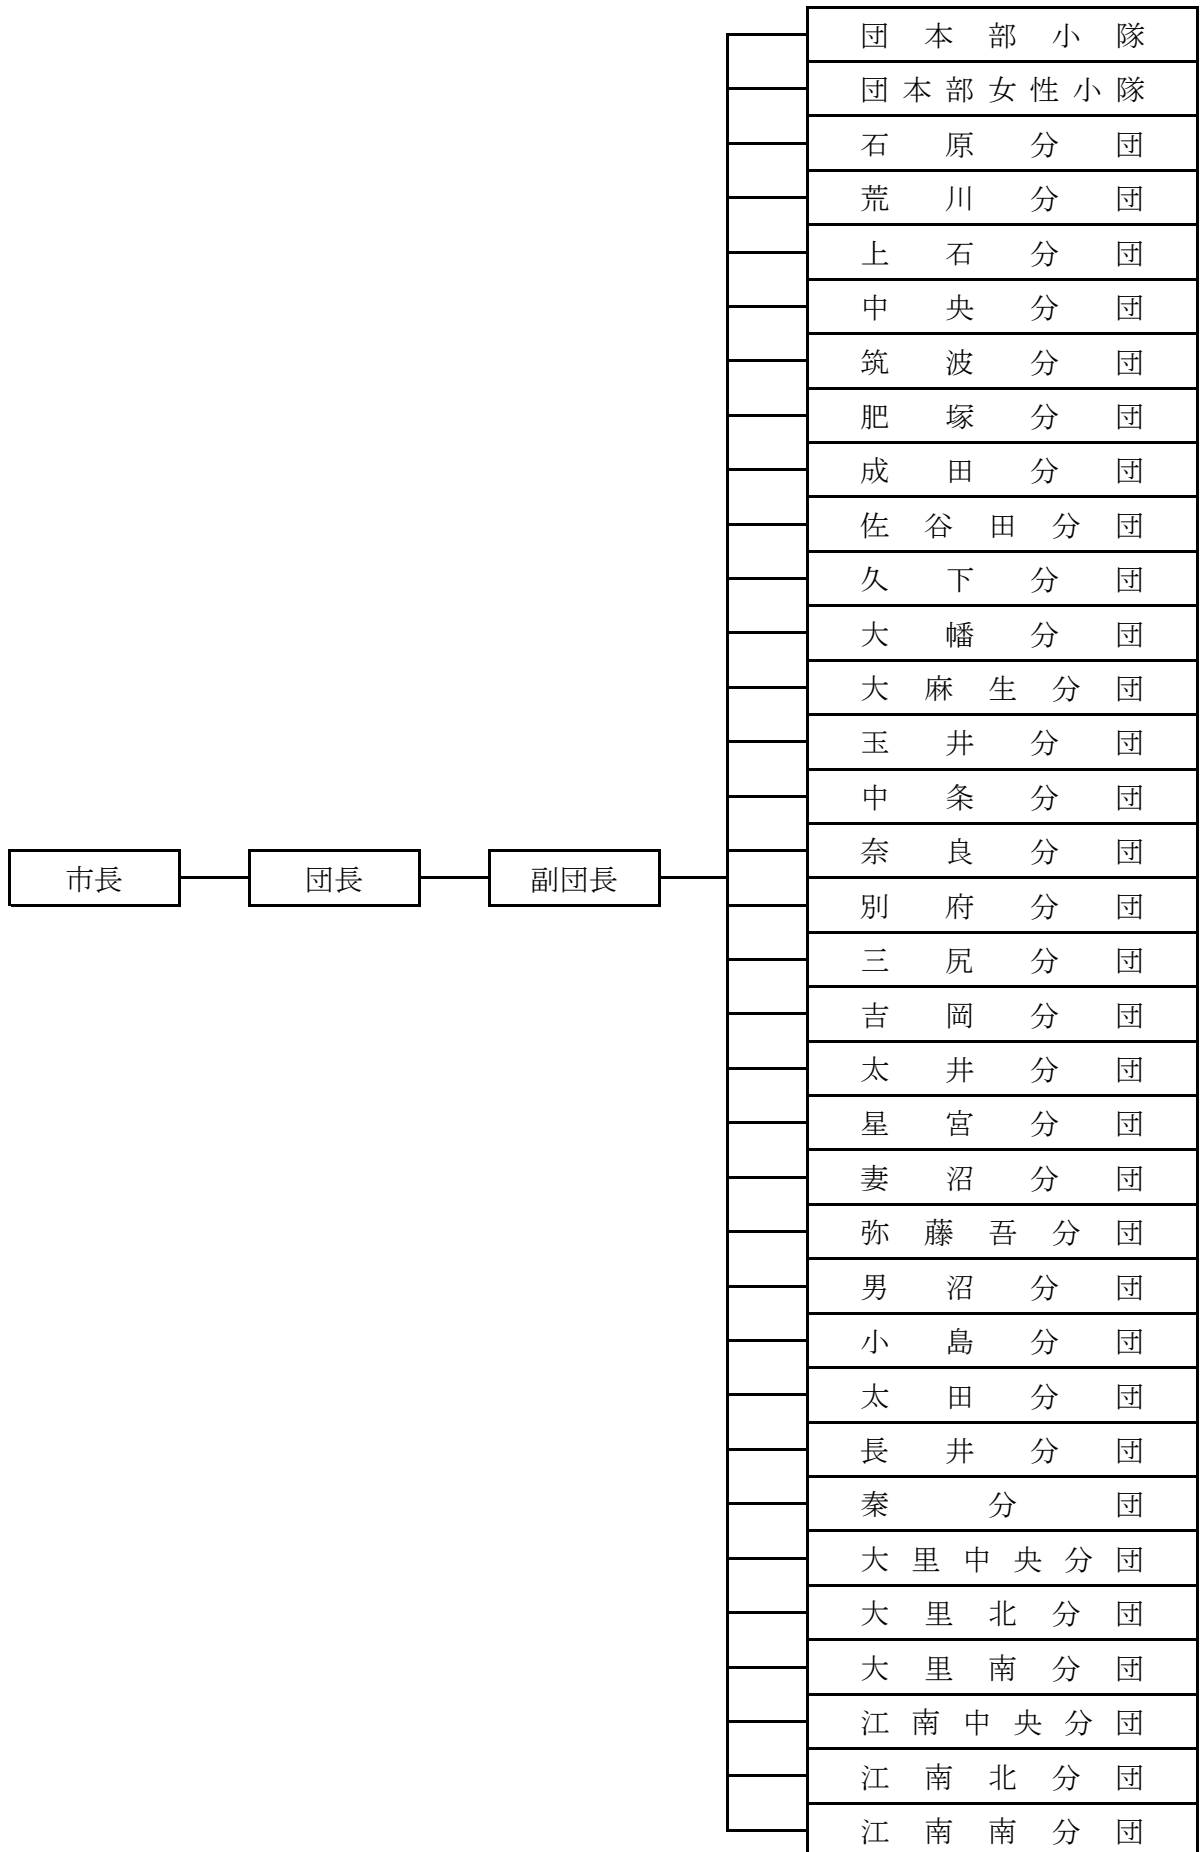 団本部小隊
団本部女性小隊
石原分団
荒川分団
上石分団
中央分団
筑波分団
肥塚分団
成田分団
佐谷田分団
久下分団
大幡分団
大麻生分団
玉井分団
中条分団
奈良分団
市長
団長
副団長
別府分団
三尻分団
吉岡分団
太井分団
星宮分団
妻沼分団
弥藤吾分団
男沼分団
小島分団
太田分団
長井分団
秦分団
大里中央分団
大里北分団
大里南分団
江南中央分団
江南北分団
江南南分団